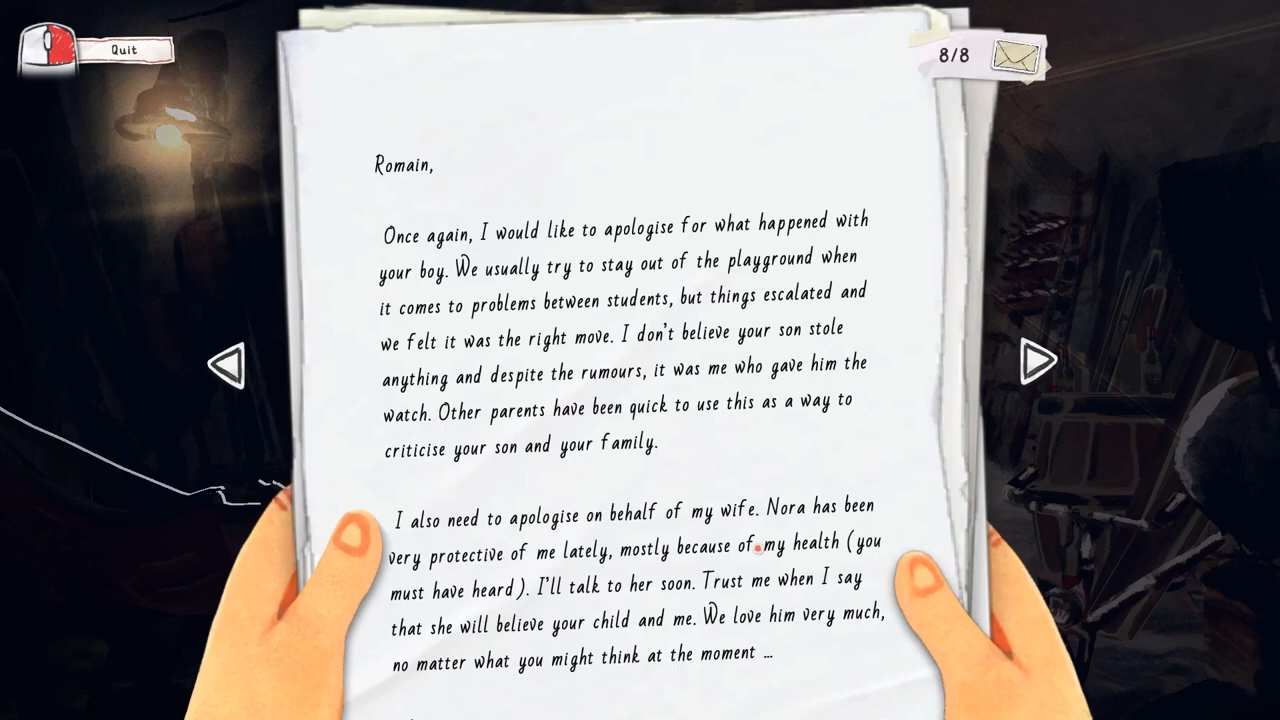 Quit
8/8
Romain,
Once again, I would like to apologise for what happened with
your boy. We usually try to stay out of the playground when
it comes to problems between students, but things escalated and
we felt it was the right move. I don't believe your son stole
anything and despite the rumours, it was me who gave him the
watch. Other parents have been quick to use this as a way to
criticise your son and your family.
I also need to apologise on behalf of my wife. Nora has been
very protective of me lately, mostly because of my health (you
must have heard). I'll talk to her soon. Trust me when I say
that she will believe your child and me. We love him very much,
no matter what you might think at the moment ...